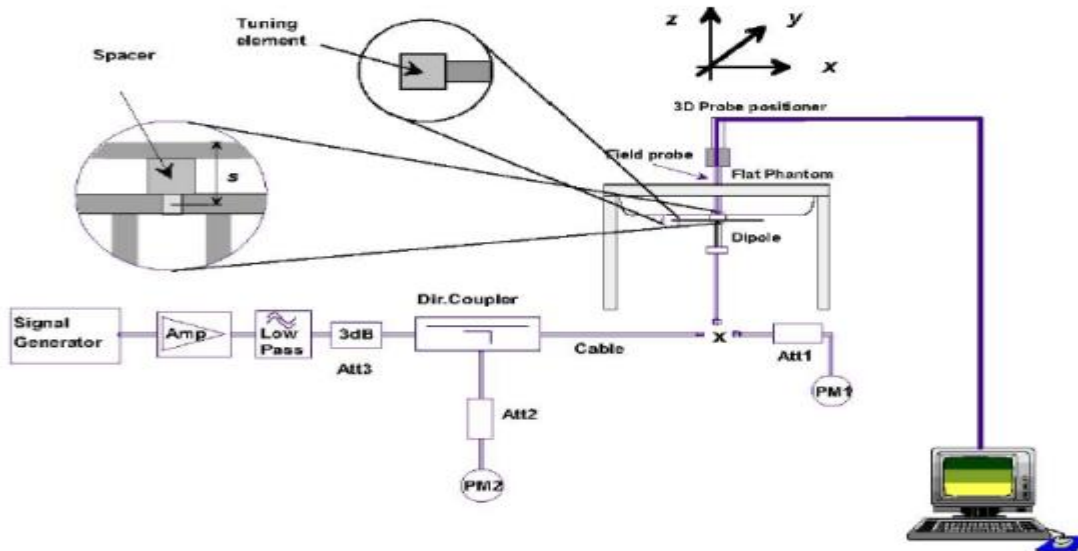 Tuning
element
z
y
x
Spacer
3D Probe positioner
s
Field probe
Flat Phantom
Dipole
Dir.Coupler
Signal
Generator
Amp
Low
Pass
3dB
Att3
Cable
x
Att1
PM1
Att2
PM2